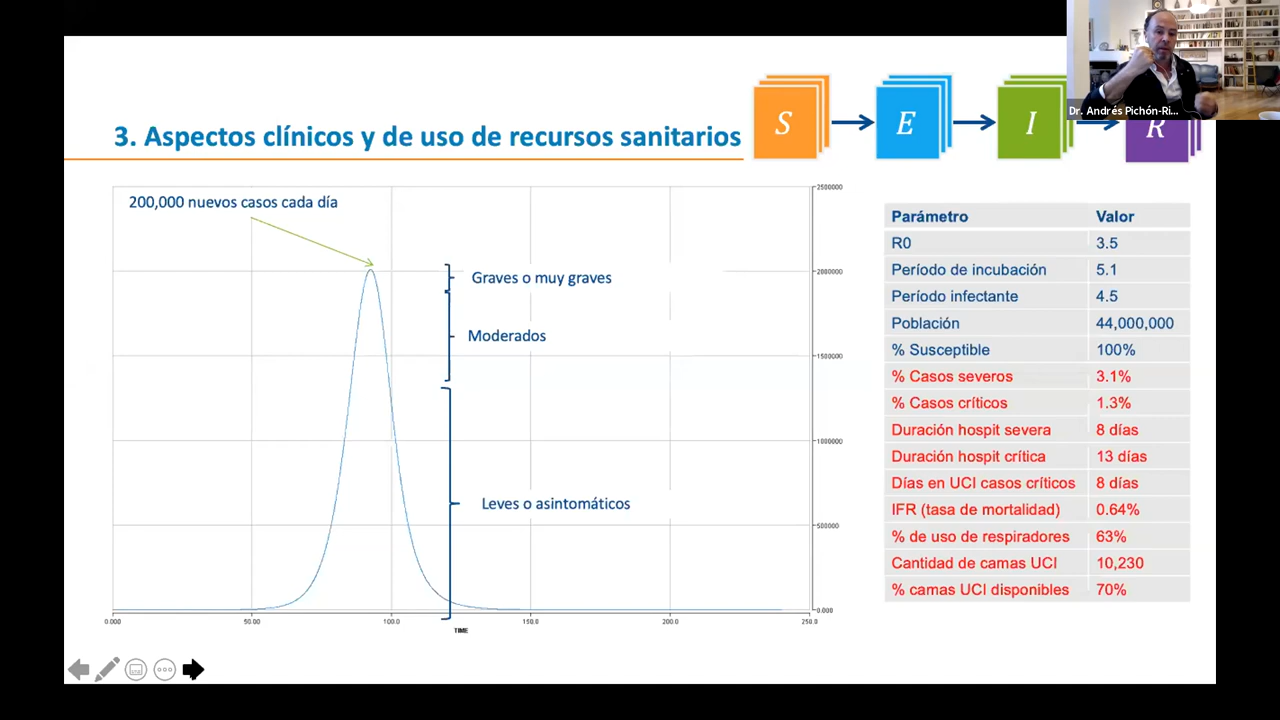 Dr. Andrés Pichón-Ri...
3. Aspectos clínicos y de uso de recursos sanitarios
S E I R
200,000 nuevos casos cada día
Graves o muy graves
Moderados
Leves o asintomáticos
2500000
2000000
1500000
1000000
500000
0.000
0.000 50.00 100.0 150.0 200.0 250.0
TIME
Parámetro Valor
R0 3.5
Período de incubación 5.1
Período infectante 4.5
Población 44,000,000
% Susceptible 100%
% Casos severos 3.1%
% Casos críticos 1.3%
Duración hospit severa 8 días
Duración hospit crítica 13 días
Días en UCI casos críticos 8 días
IFR (tasa de mortalidad) 0.64%
% de uso de respiradores 63%
Cantidad de camas UCI 10,230
% camas UCI disponibles 70%